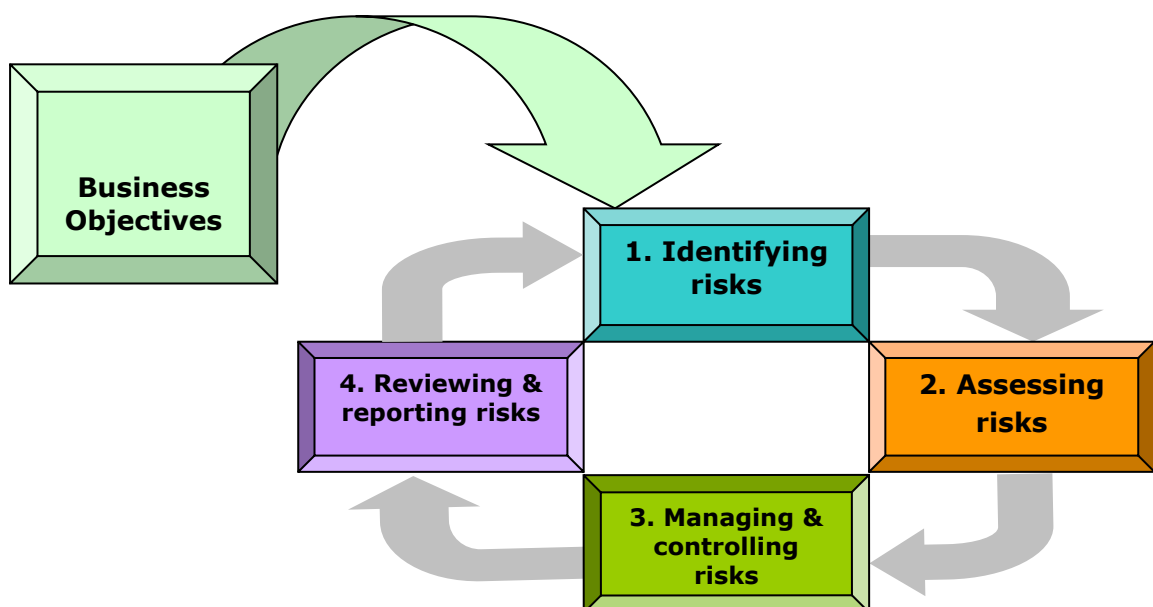 Business
Objectives
1. Identifying
risks
2. Assessing
risks
3. Managing &
controlling
risks
4. Reviewing &
reporting risks